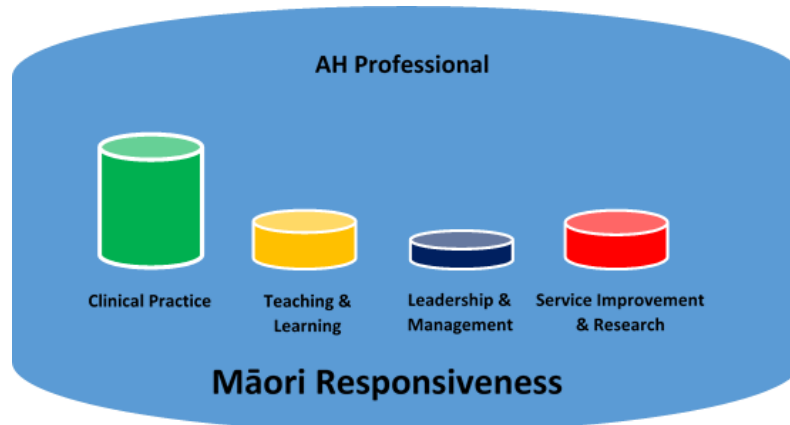 AH Professional
Clinical Practice
Teaching &
Learning
Leadership &
Management
Service Improvement
& Research
Māori Responsiveness